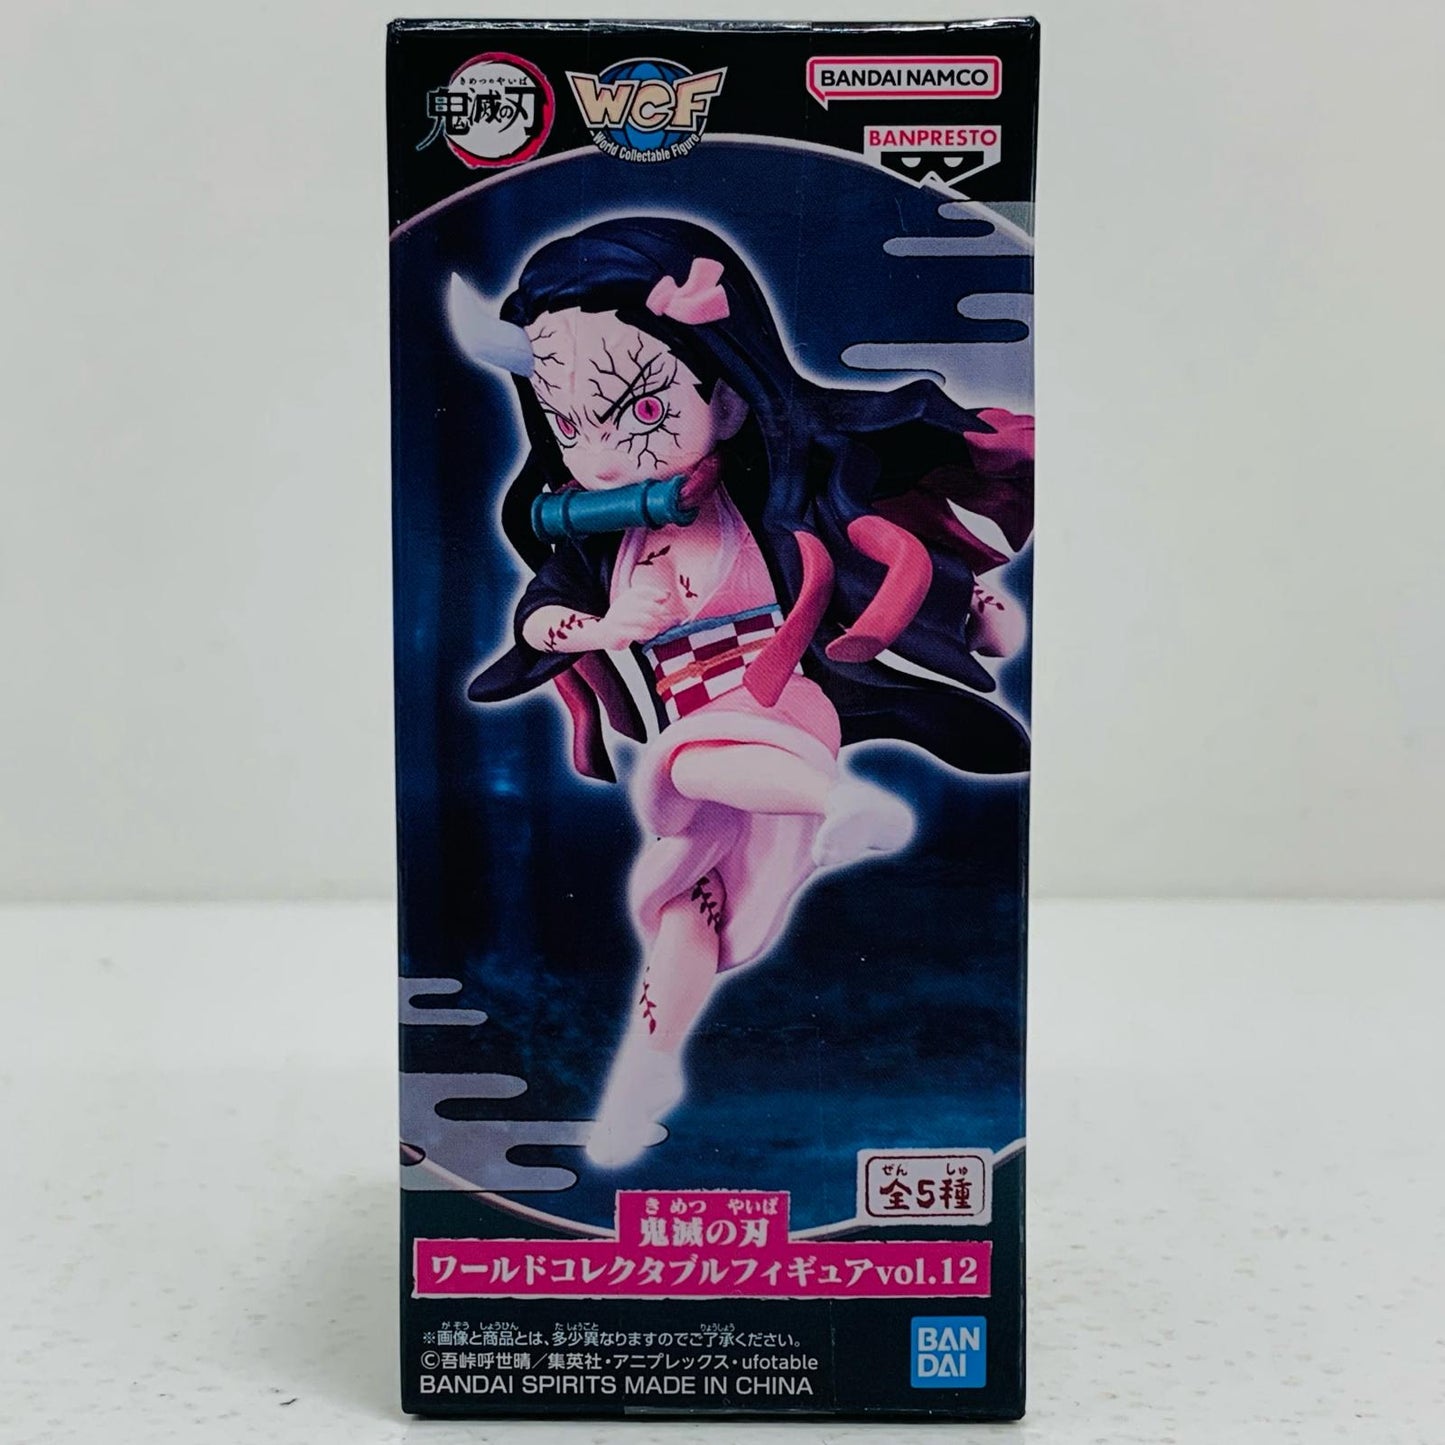 きめつのやいば
鬼滅の刃
WCF
World Collectable Figure
BANDAI NAMCO
BANPRESTO
ぜん しゅ
全5種
き めつ やいば
鬼滅の刃
ワールドコレクタブルフィギュアvol.12
がぞう しょうひん たしょうこと りょうしょう
※画像と商品とは、多少異なりますのでご了承ください。
©吾峠呼世晴／集英社・アニプレックス・ufotable
BANDAI SPIRITS MADE IN CHINA
BAN
DAI